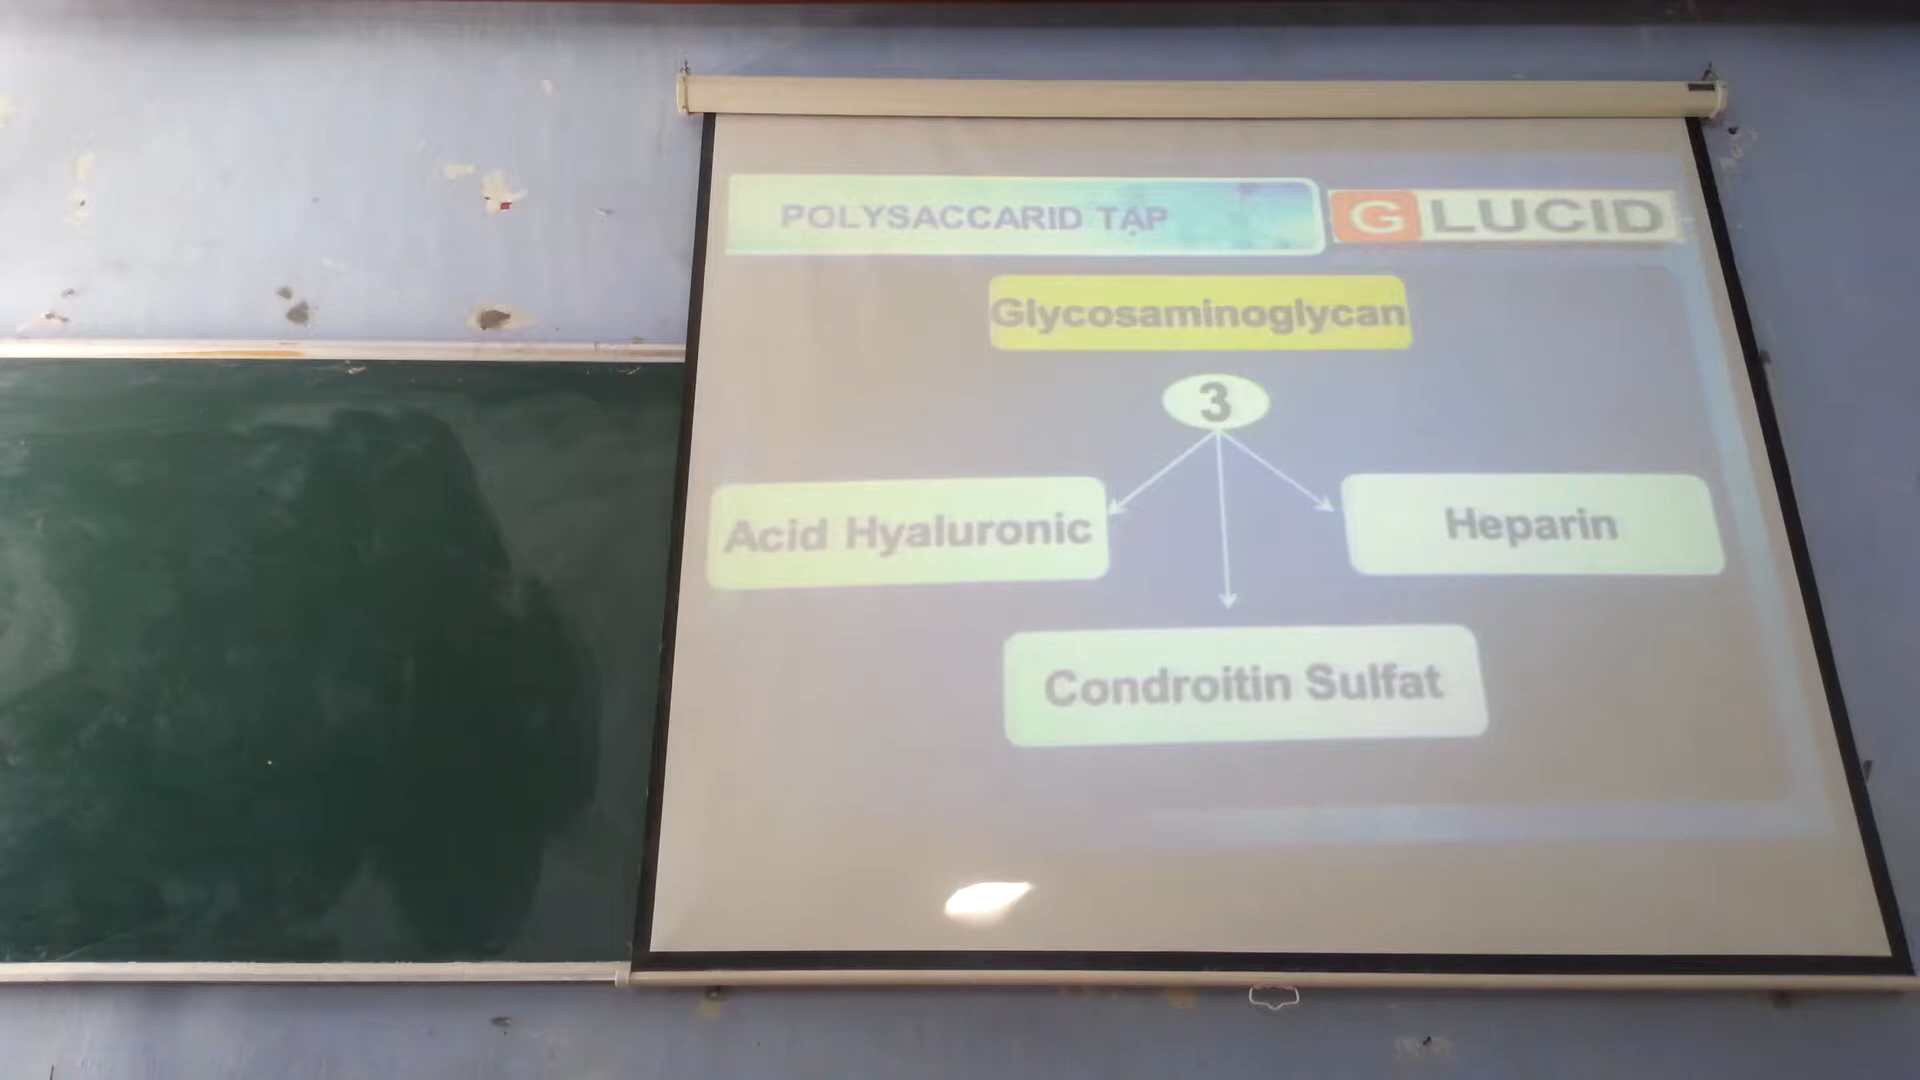 POLYSACCARID TẠP
GLUCID
Glycosaminoglycan
3
Acid Hyaluronic
Heparin
Condroitin Sulfat